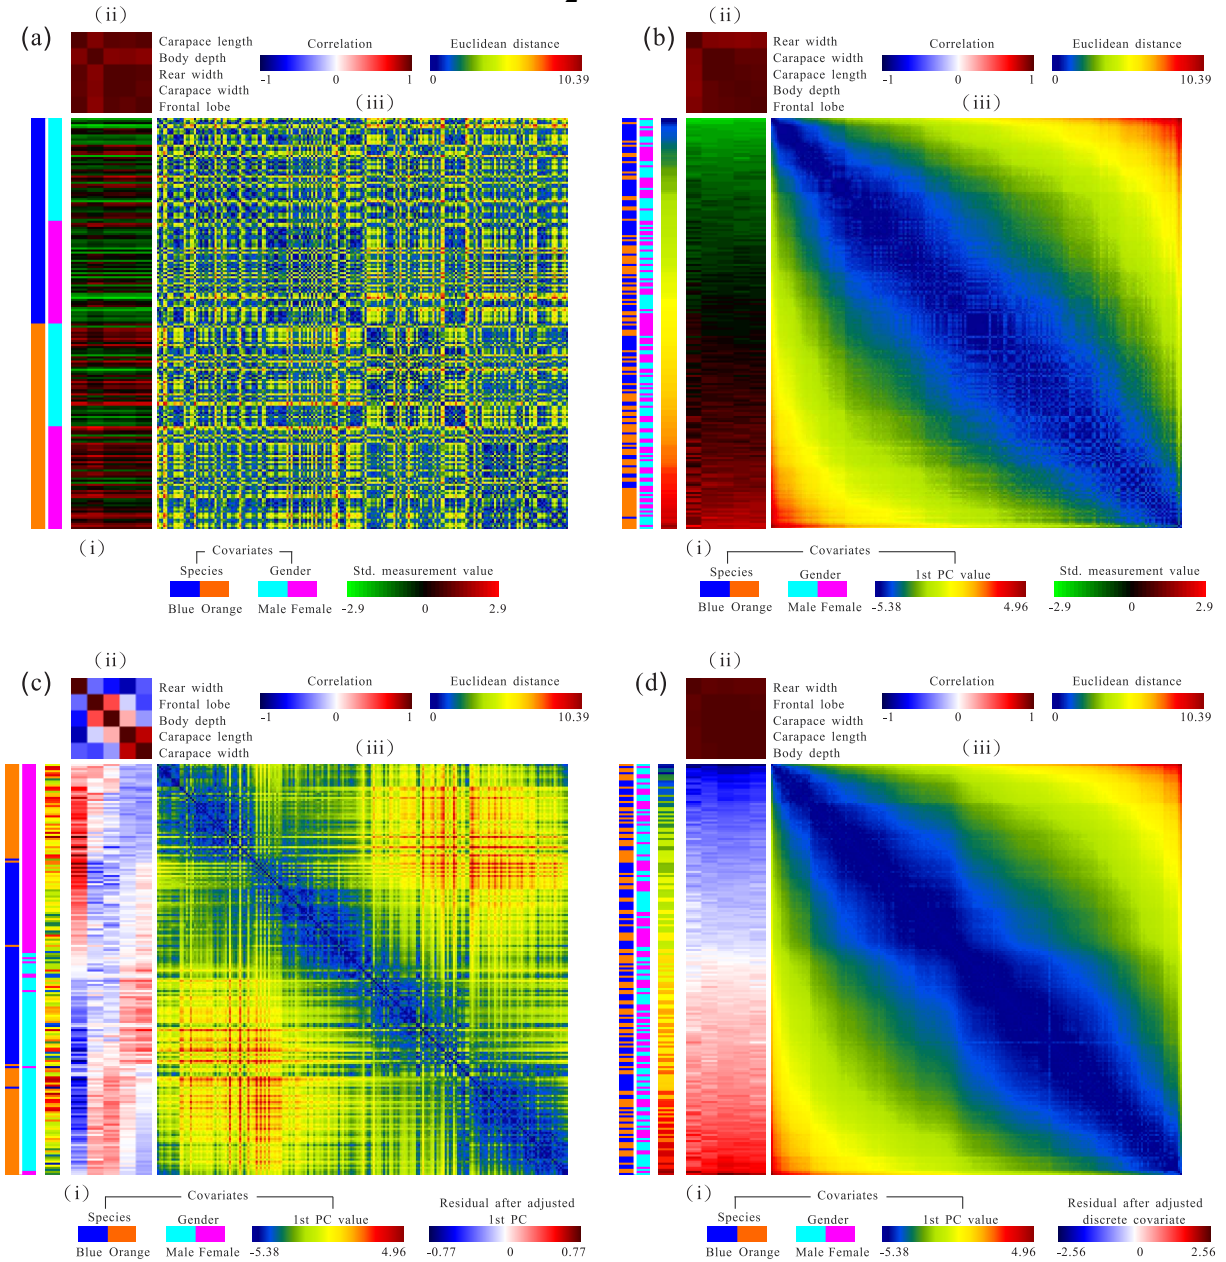 2
(ii)
(a)
Carapace length
Body depth
Rear width
Carapace width
Frontal lobe
Correlation
-1 0 1
Euclidean distance
0 10.39
(iii)
(i)
Covariates
Species
Gender
Blue Orange
Male Female
Std. measurement value
-2.9 0 2.9
(ii)
(b)
Rear width
Carapace width
Carapace length
Body depth
Frontal lobe
Correlation
-1 0 1
Euclidean distance
0 10.39
(iii)
(i)
Covariates
Species
Gender
1st PC value
Blue Orange
Male Female
-5.38 4.96
Std. measurement value
-2.9 0 2.9
(ii)
(c)
Rear width
Frontal lobe
Body depth
Carapace length
Carapace width
Correlation
-1 0 1
Euclidean distance
0 10.39
(iii)
(i)
Covariates
Species
Gender
1st PC value
Blue Orange
Male Female
-5.38 4.96
Residual after adjusted
1st PC
-0.77 0 0.77
(ii)
(d)
Rear width
Frontal lobe
Carapace width
Carapace length
Body depth
Correlation
-1 0 1
Euclidean distance
0 10.39
(iii)
(i)
Covariates
Species
Gender
1st PC value
Blue Orange
Male Female
-5.38 4.96
Residual after adjusted
discrete covariate
-2.56 0 2.56